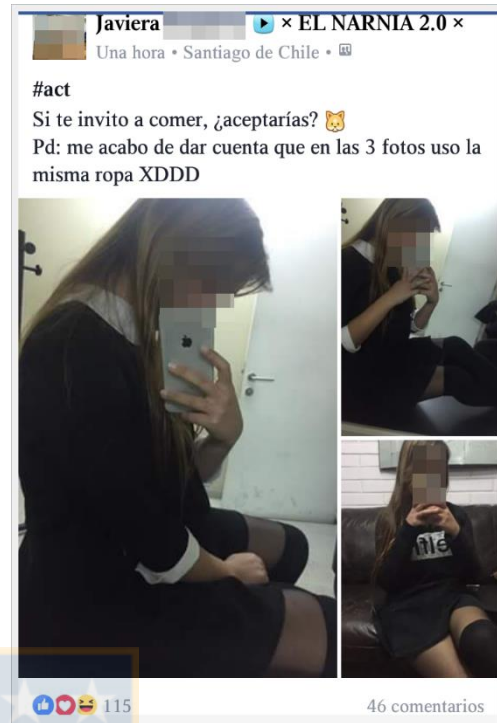 Javiera × EL NARNIA 2.0 ×
Una hora • Santiago de Chile •
#act
Si te invito a comer, ¿aceptarías?
Pd: me acabo de dar cuenta que en las 3 fotos uso la
misma ropa XDDD
115
46 comentarios